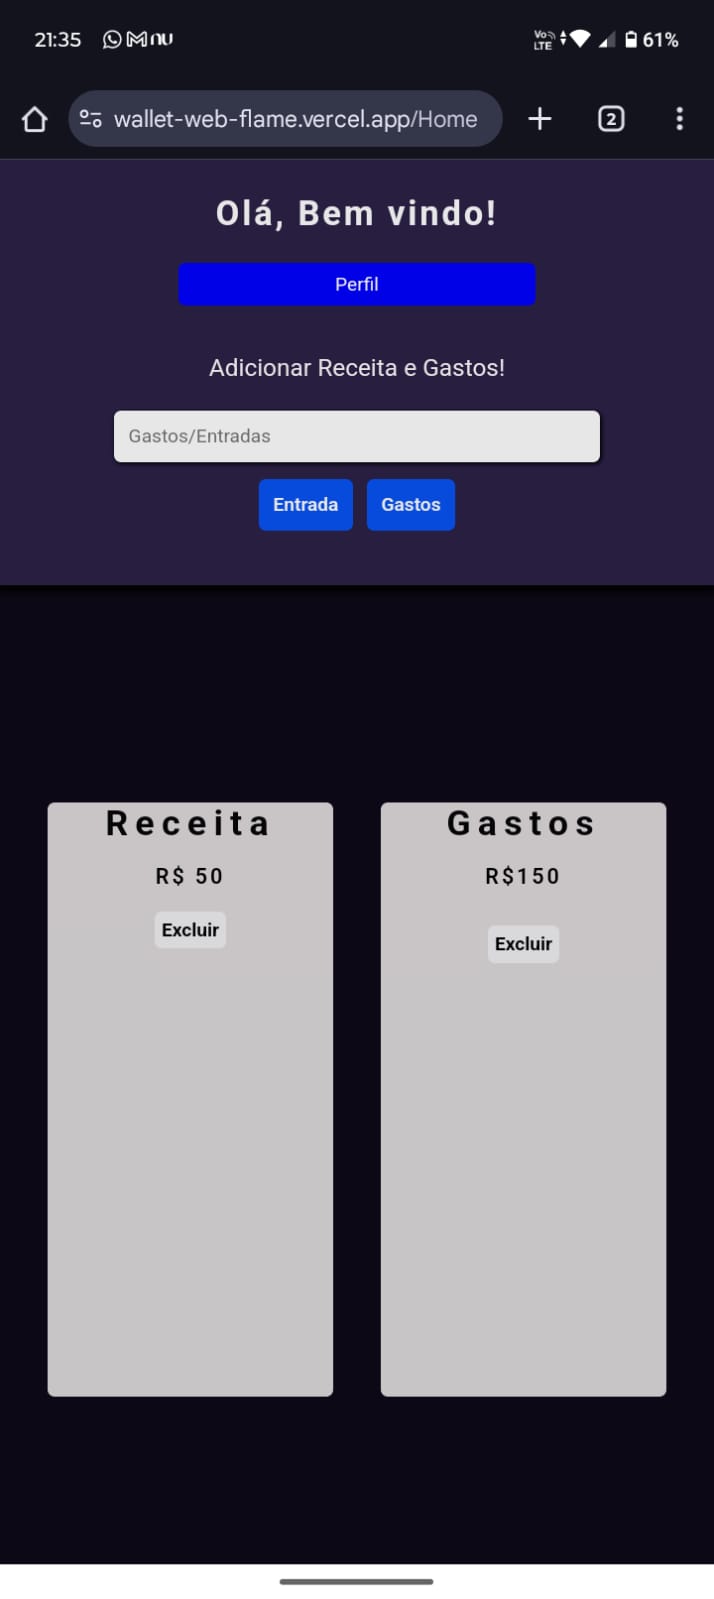 21:35 nu Vo LTE 61%
wallet-web-flame.vercel.app/Home 2
Olá, Bem vindo!
Perfil
Adicionar Receita e Gastos!
Gastos/Entradas
Entrada Gastos
Receita Gastos
R$ 50 R$150
Excluir Excluir